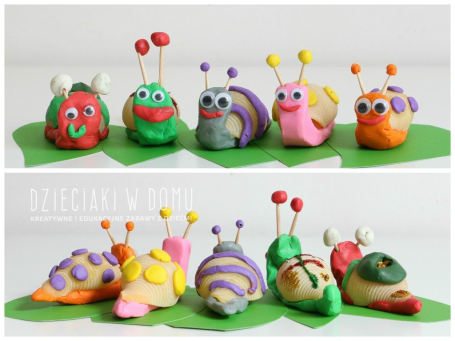 DZIECIAKI W DOMU
KREATYWNE I EDUKACYJNE ZABAWY Z DZIEĆMI